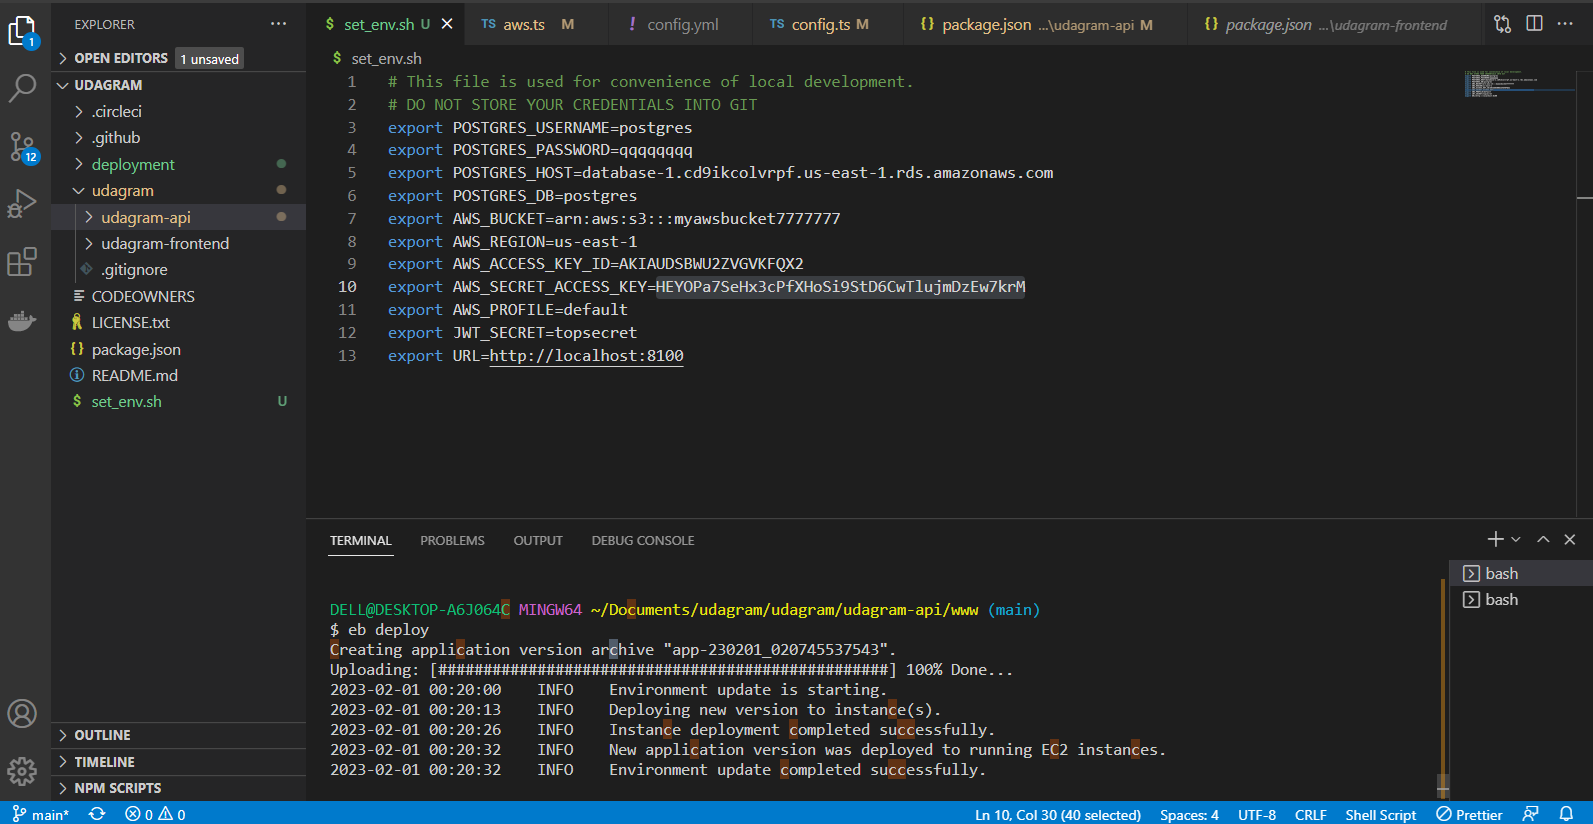 EXPLORER
OPEN EDITORS 1 unsaved
UDAGRAM
.circleci
.github
deployment
udagram
udagram-api
udagram-frontend
.gitignore
CODEOWNERS
LICENSE.txt
package.json
README.md
set_env.sh U
OUTLINE
TIMELINE
NPM SCRIPTS
1
12
$ set_env.sh U
TS aws.ts M
! config.yml
TS config.ts M
{} package.json ...\udagram-api M
{} package.json ...\udagram-frontend
$ set_env.sh
1 # This file is used for convenience of local development.
2 # DO NOT STORE YOUR CREDENTIALS INTO GIT
3 export POSTGRES_USERNAME=postgres
4 export POSTGRES_PASSWORD=qqqqqqqq
5 export POSTGRES_HOST=database-1.cd9ikcolvrpf.us-east-1.rds.amazonaws.com
6 export POSTGRES_DB=postgres
7 export AWS_BUCKET=arn:aws:s3:::myawsbucket7777777
8 export AWS_REGION=us-east-1
9 export AWS_ACCESS_KEY_ID=AKIAUDSBWU2ZVGVKFQX2
10 export AWS_SECRET_ACCESS_KEY=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
11 export AWS_PROFILE=default
12 export JWT_SECRET=topsecret
13 export URL=http://localhost:8100
TERMINAL PROBLEMS OUTPUT DEBUG CONSOLE
bash
bash
DELL@DESKTOP-A6J064C MINGW64 ~/Documents/udagram/udagram/udagram-api/www (main)
$ eb deploy
Creating application version archive "app-230201_020745537543".
Uploading: [##################################################] 100% Done...
2023-02-01 00:20:00 INFO Environment update is starting.
2023-02-01 00:20:13 INFO Deploying new version to instance(s).
2023-02-01 00:20:26 INFO Instance deployment completed successfully.
2023-02-01 00:20:32 INFO New application version was deployed to running EC2 instances.
2023-02-01 00:20:32 INFO Environment update completed successfully.
main* 0 0 Ln 10, Col 30 (40 selected) Spaces: 4 UTF-8 CRLF Shell Script Prettier